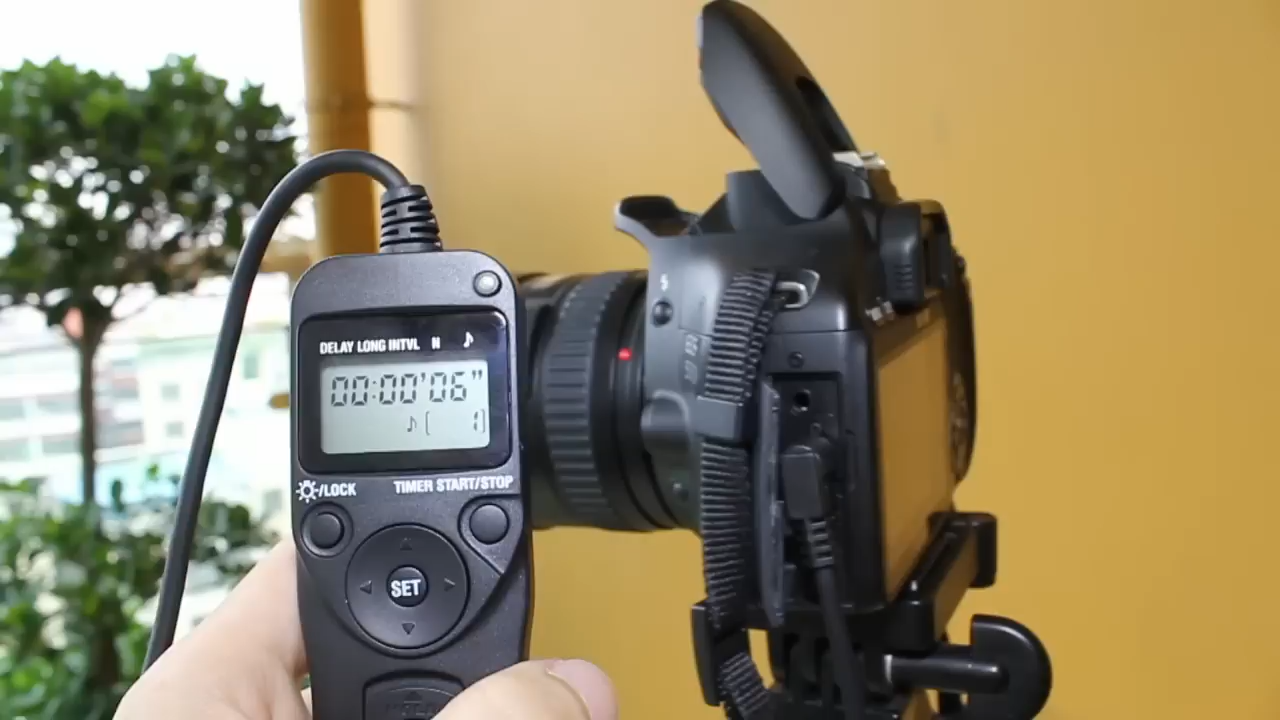 DELAY LONG INTVL N ♪
00:00'06"
♪ [ 1]
/LOCK TIMER START/STOP
SET